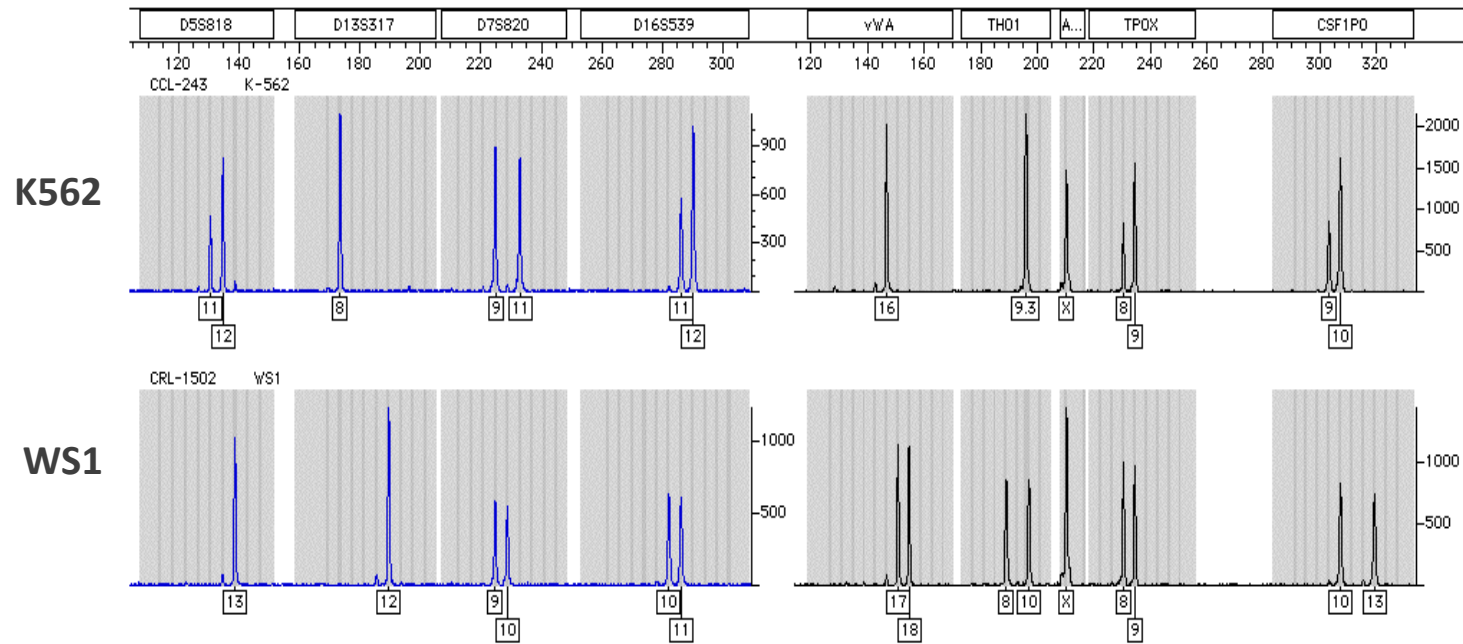 D5S818 D13S317 D7S820 D16S539 vWA TH01 A... TPOX CSF1PO
120 140 160 180 200 220 240 260 280 300 120 140 160 180 200 220 240 260 280 300 320
CCL-243 K-562
K562
900
600
300
2000
1500
1000
500
11 8 9 11 11 16 9.3 X 8 9
12 12 9 10
CRL-1502 WS1
WS1
1000
500
1000
500
13 12 9 10 17 8 10 X 8 10 13
10 11 18 9